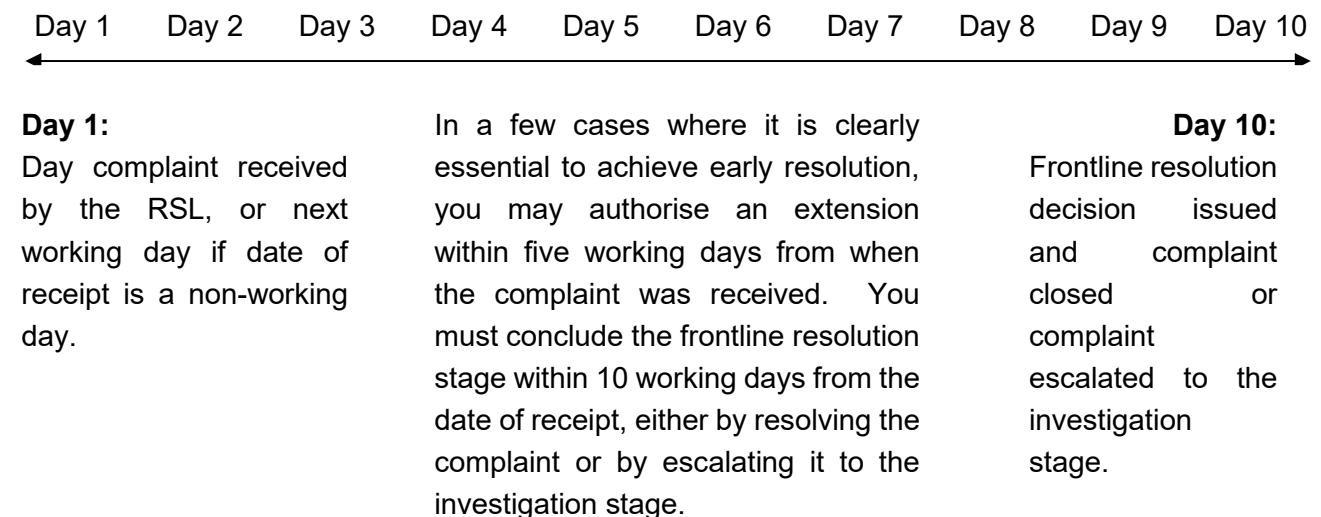 Day 1 Day 2 Day 3 Day 4 Day 5 Day 6 Day 7 Day 8 Day 9 Day 10
Day 1:
Day complaint received
by the RSL, or next
working day if date of
receipt is a non-working
day.
In a few cases where it is clearly
essential to achieve early resolution,
you may authorise an extension
within five working days from when
the complaint was received. You
must conclude the frontline resolution
stage within 10 working days from the
date of receipt, either by resolving the
complaint or by escalating it to the
investigation stage.
Day 10:
Frontline resolution
decision issued
and complaint
closed or
complaint
escalated to the
investigation
stage.